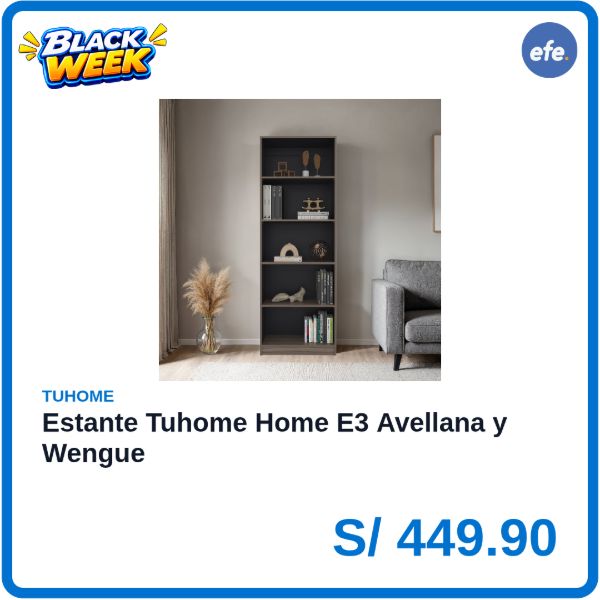 BLACK
WEEK
efe.
TUHOME
Estante Tuhome Home E3 Avellana y
Wengue
S/ 449.90